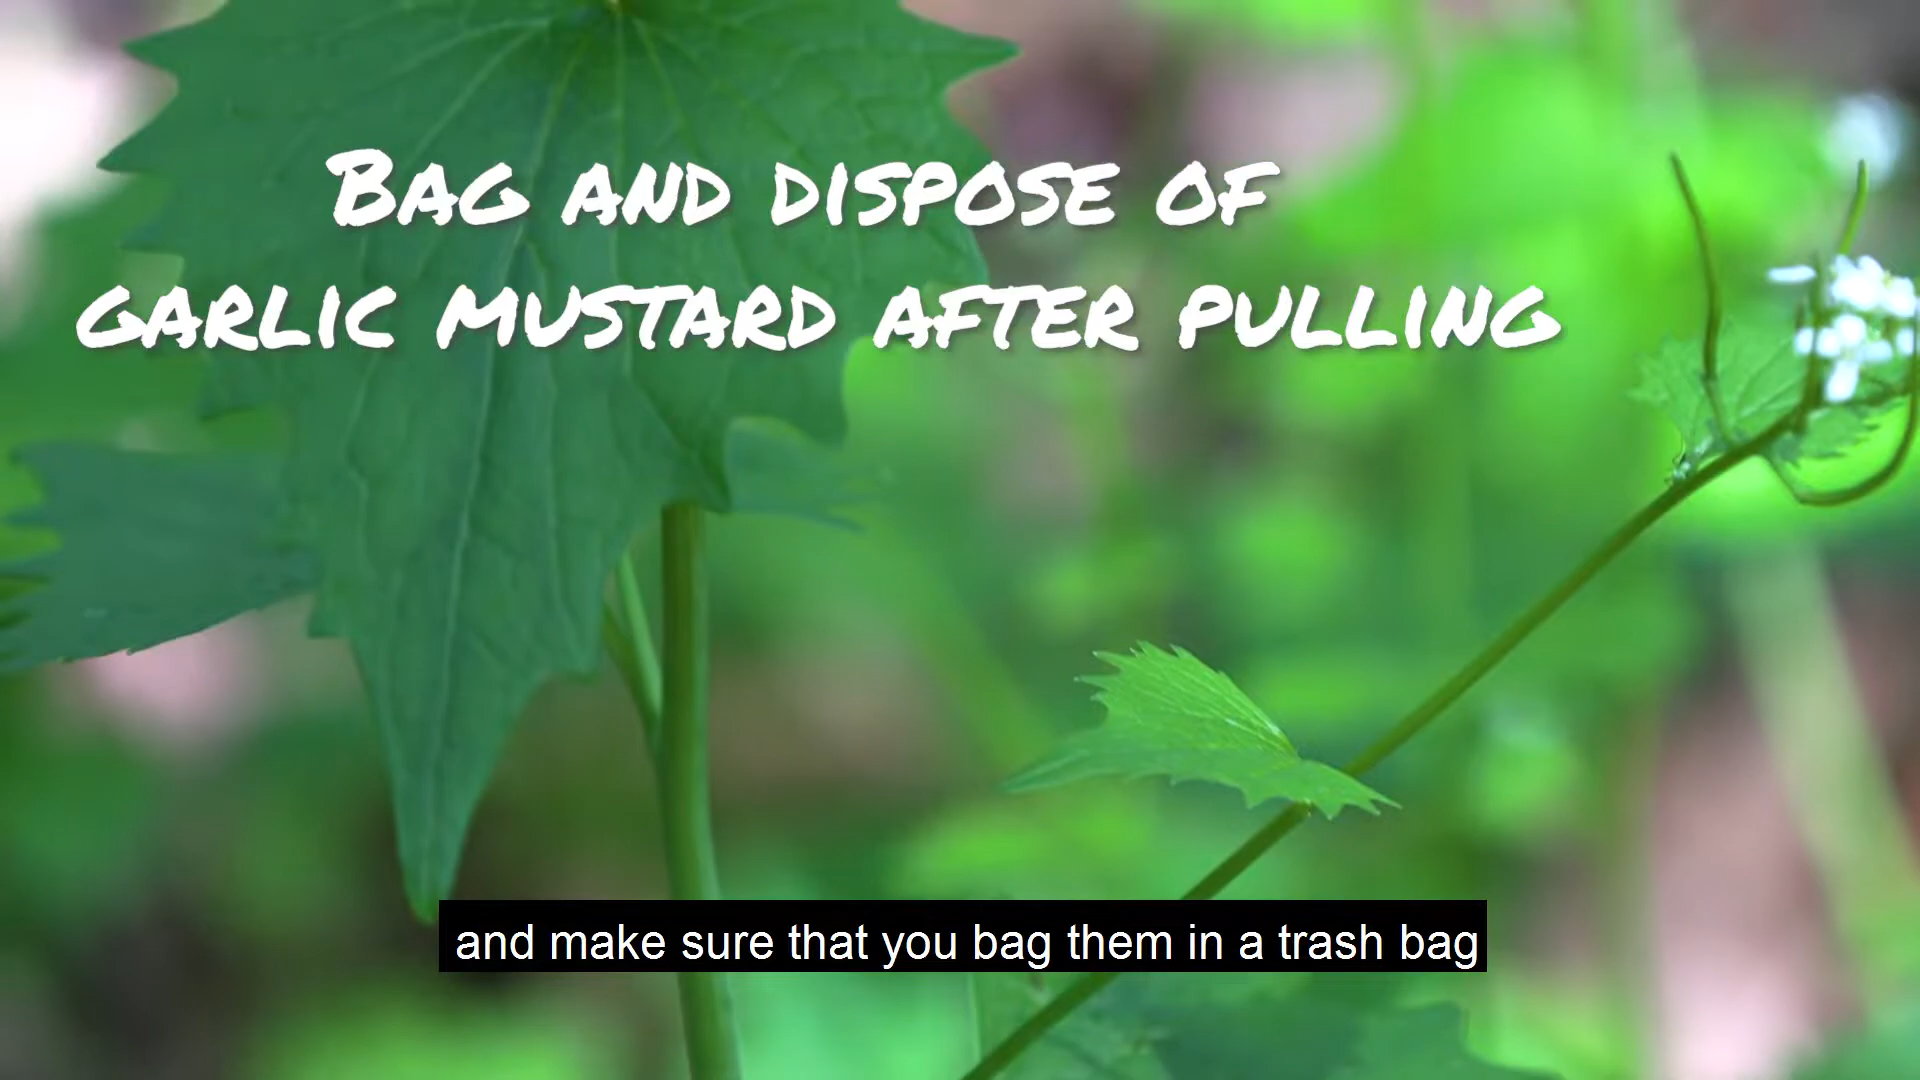 Bag and dispose of
garlic mustard after pulling
and make sure that you bag them in a trash bag